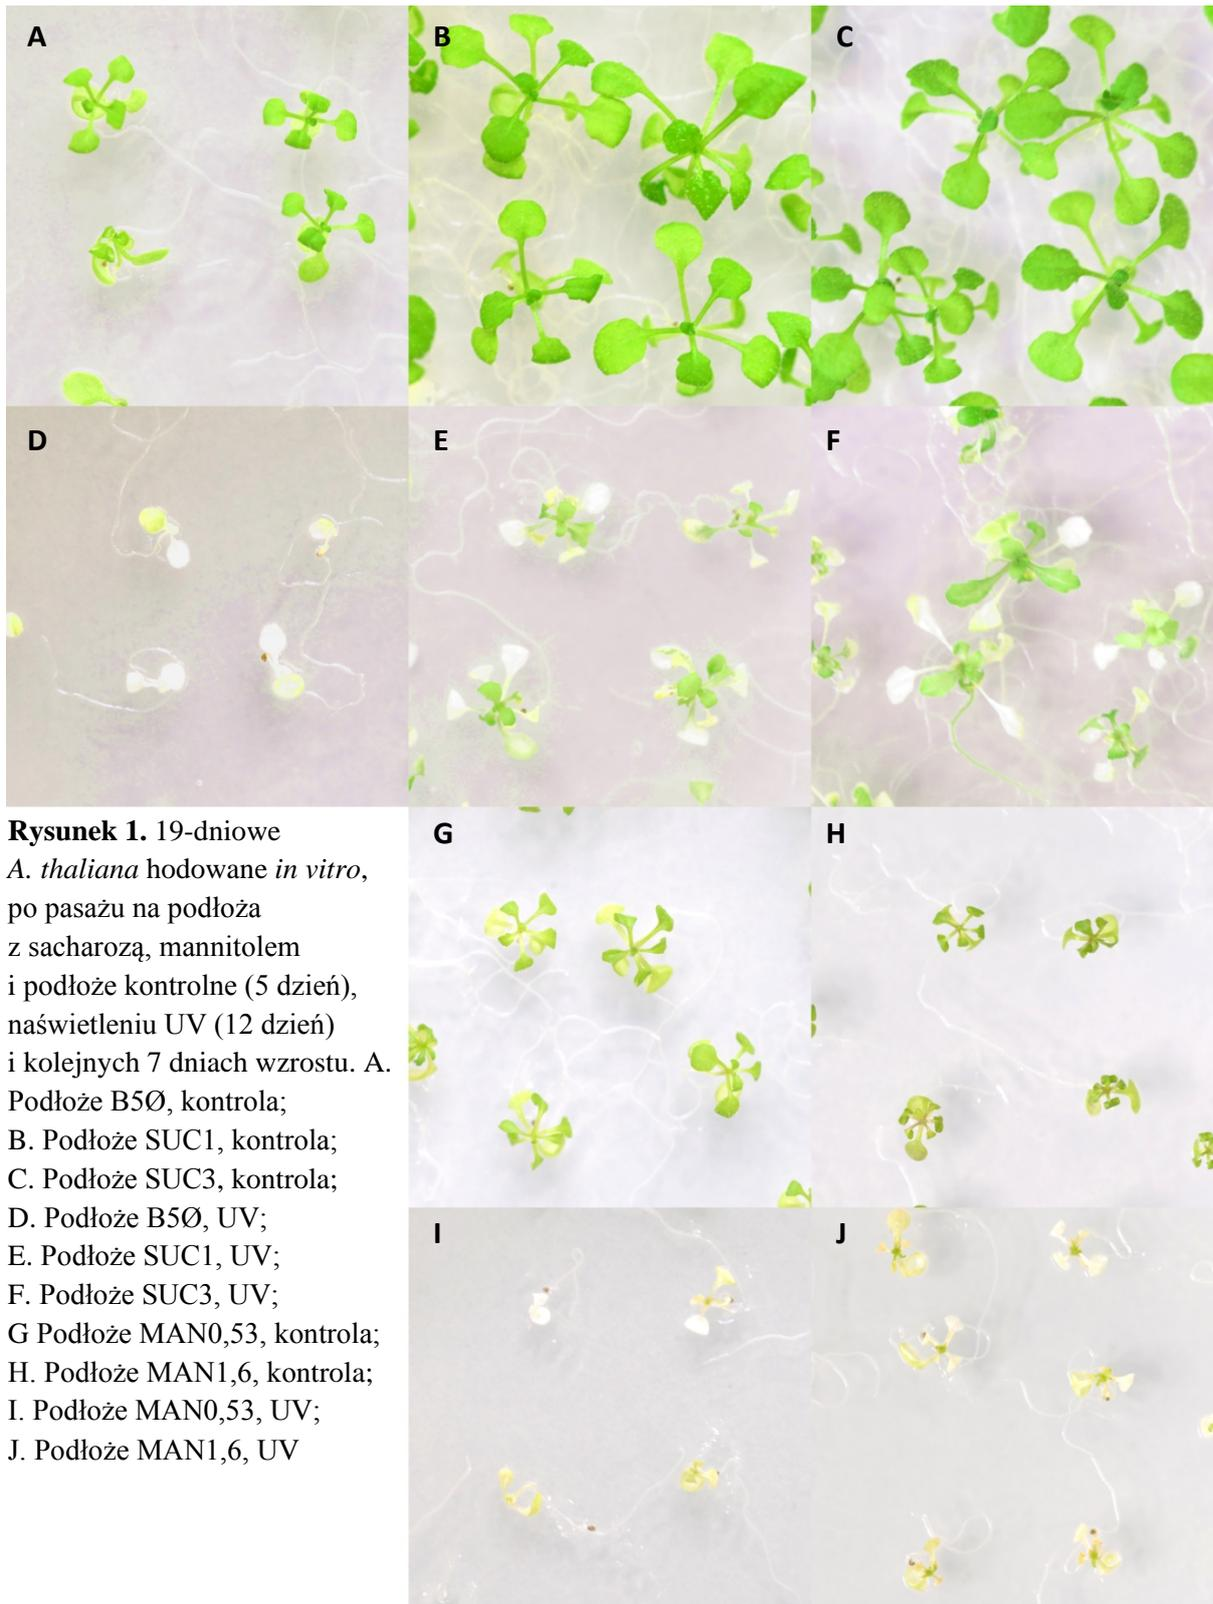 A
B
C
D
E
F
Rysunek 1. 19-dniowe
A. thaliana hodowane in vitro,
po pasażu na podłoża
z sacharozą, mannitolem
i podłoże kontrolne (5 dzień),
naświetleniu UV (12 dzień)
i kolejnych 7 dniach wzrostu. A.
Podłoże B5Ø, kontrola;
B. Podłoże SUC1, kontrola;
C. Podłoże SUC3, kontrola;
D. Podłoże B5Ø, UV;
E. Podłoże SUC1, UV;
F. Podłoże SUC3, UV;
G Podłoże MAN0,53, kontrola;
H. Podłoże MAN1,6, kontrola;
I. Podłoże MAN0,53, UV;
J. Podłoże MAN1,6, UV
G
H
I
J